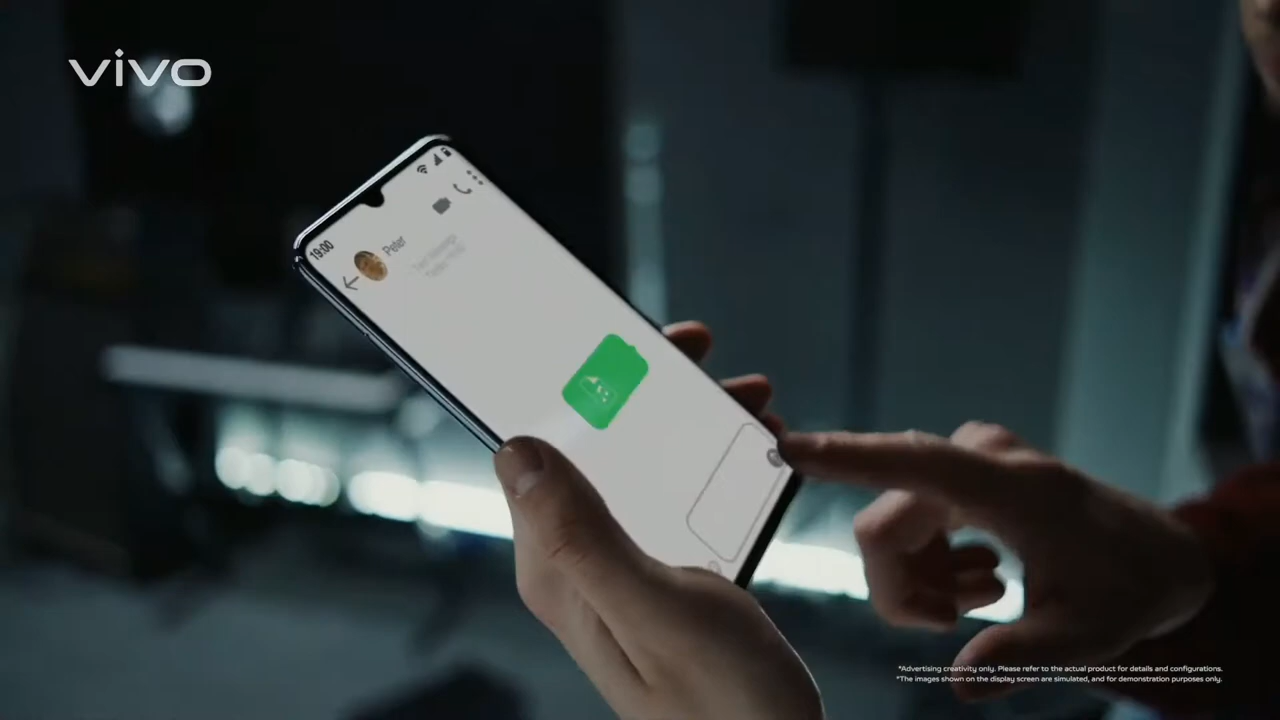 vivo
19:00
Peter
*Advertising creativity only. Please refer to the actual product for details and configurations.
*The images shown on the display screen are simulated, and for demonstration purposes only.